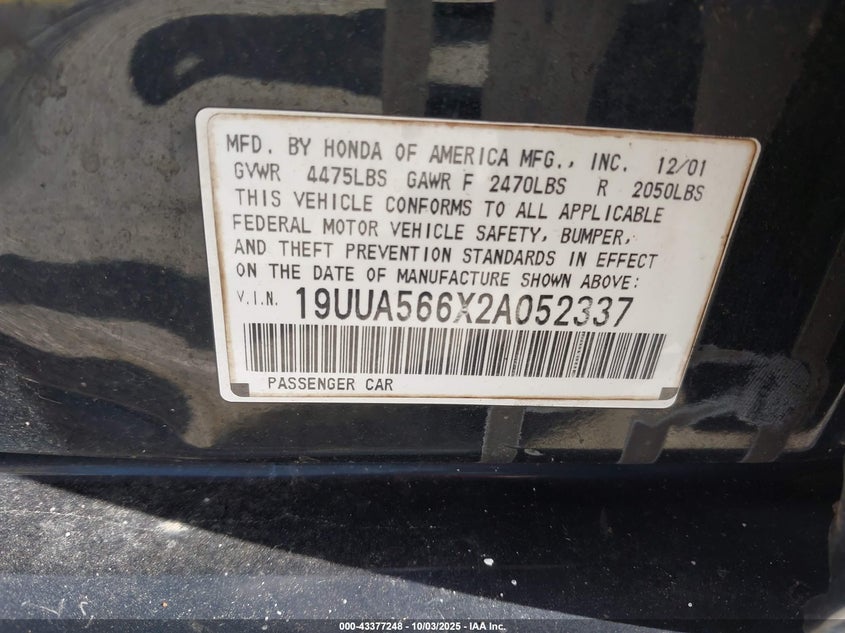 MFD. BY HONDA OF AMERICA MFG., INC. 12/01
GVWR 4475LBS GAWR F 2470LBS R 2050LBS
THIS VEHICLE CONFORMS TO ALL APPLICABLE
FEDERAL MOTOR VEHICLE SAFETY, BUMPER,
AND THEFT PREVENTION STANDARDS IN EFFECT
ON THE DATE OF MANUFACTURE SHOWN ABOVE:
V.I.N. 19UUA566X2A052337
PASSENGER CAR
000-43377248 - 10/03/2025 - IAA Inc.